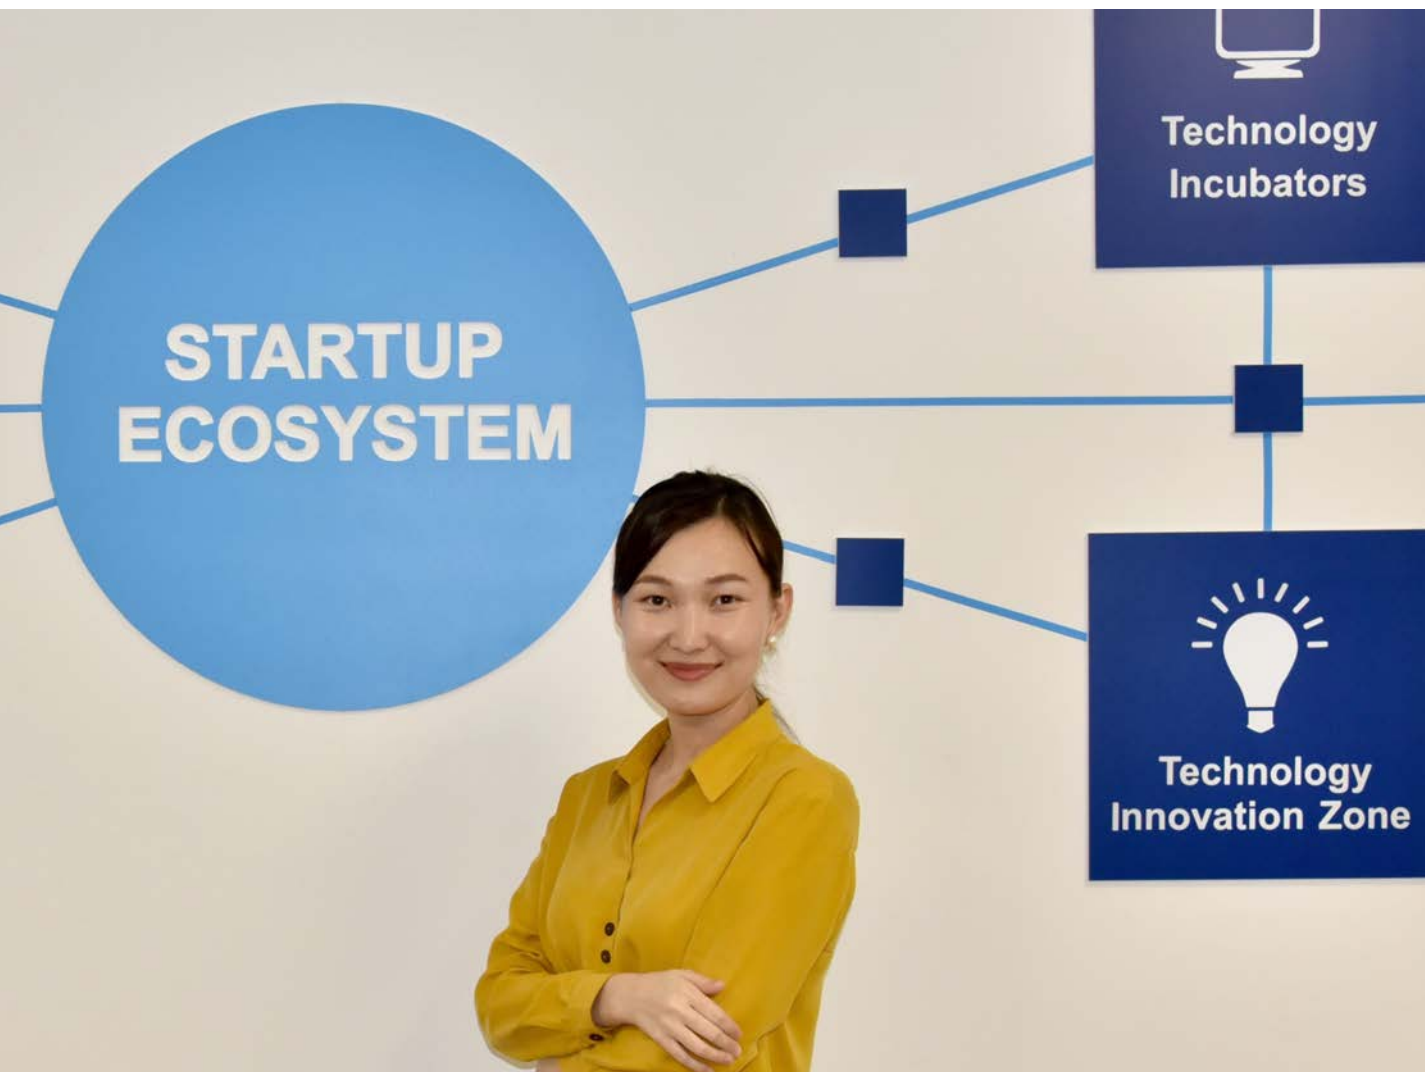 STARTUP
ECOSYSTEM
Technology
Incubators
Technology
Innovation Zone